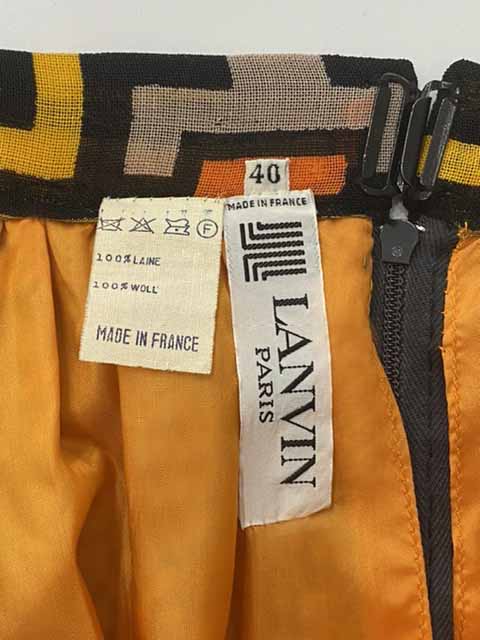 40
MADE IN FRANCE
LANVIN
PARIS
F
100% LAINE
100% WOLL
MADE IN FRANCE